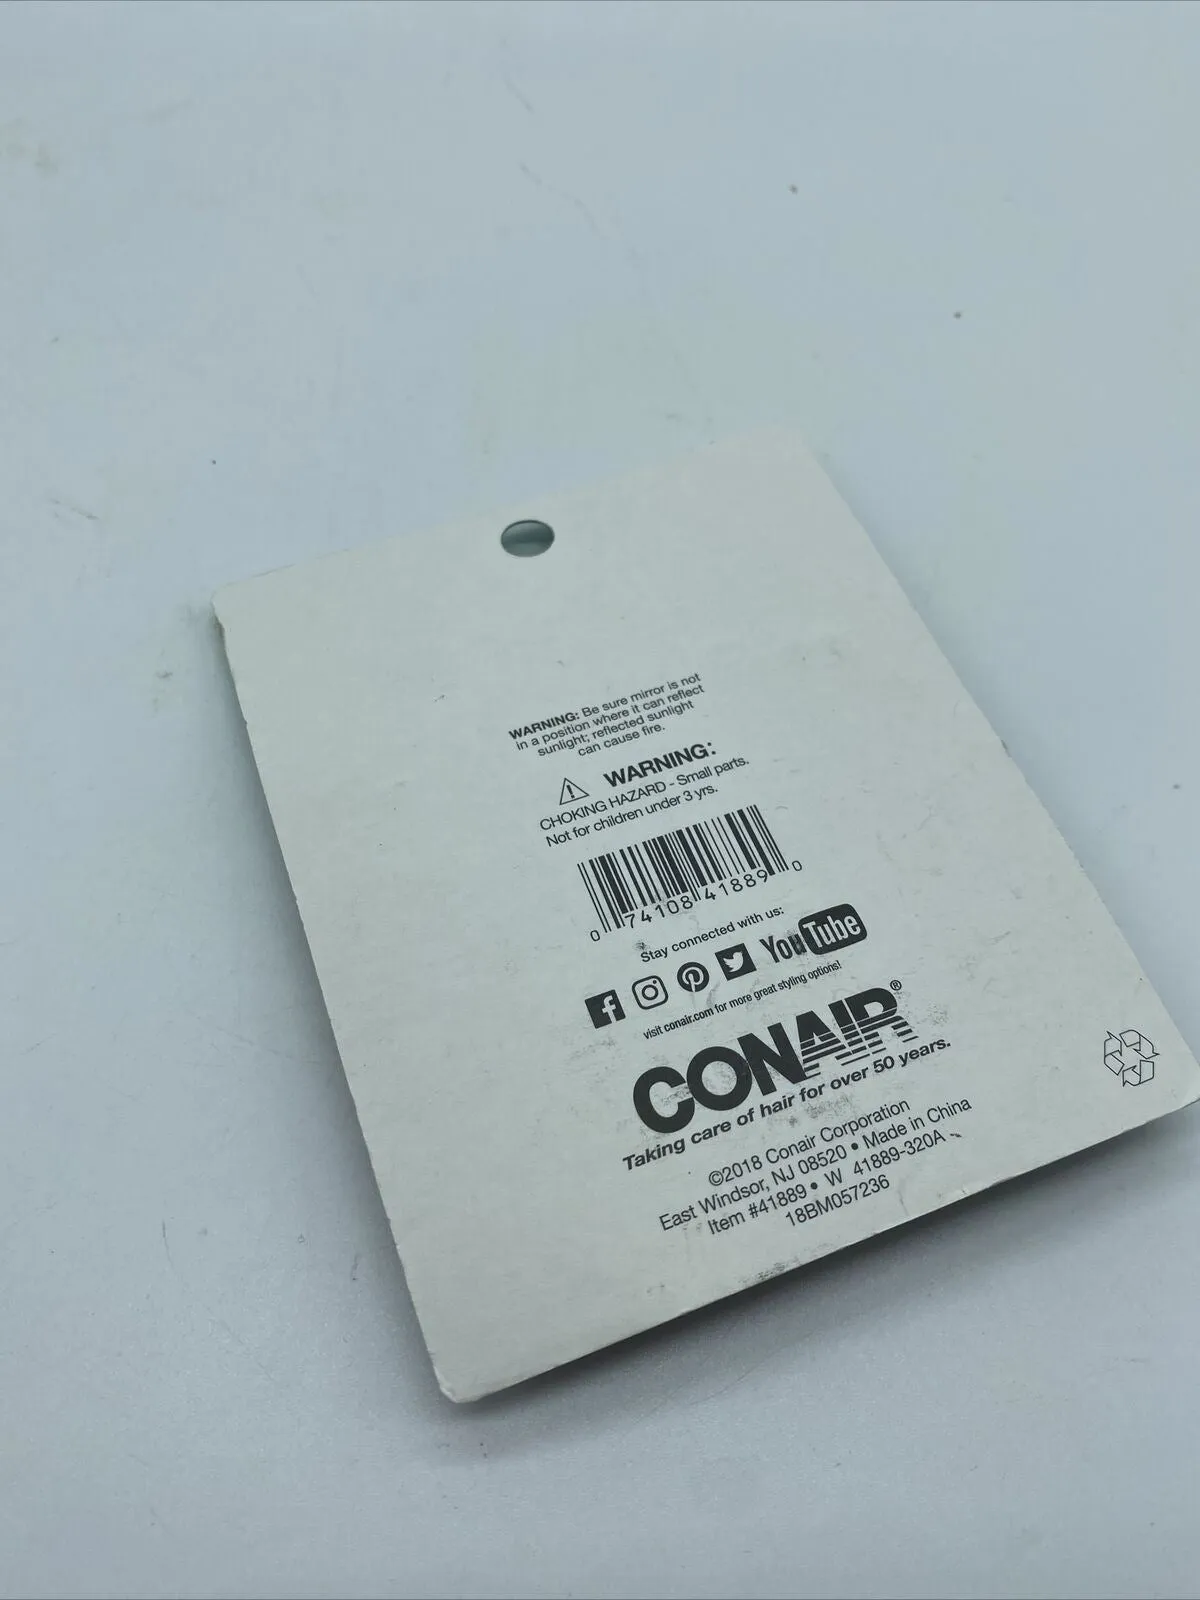 WARNING: Be sure mirror is not
in a position where it can reflect
sunlight; reflected sunlight
can cause fire.
WARNING:
CHOKING HAZARD - Small parts.
Not for children under 3 yrs.
0 74108 41889 0
Stay connected with us:
YouTube
visit conair.com for more great styling options!
CONAIR®
Taking care of hair for over 50 years.
©2018 Conair Corporation
East Windsor, NJ 08520 • Made in China
Item #41889 • W 41889-320A
18BM057236